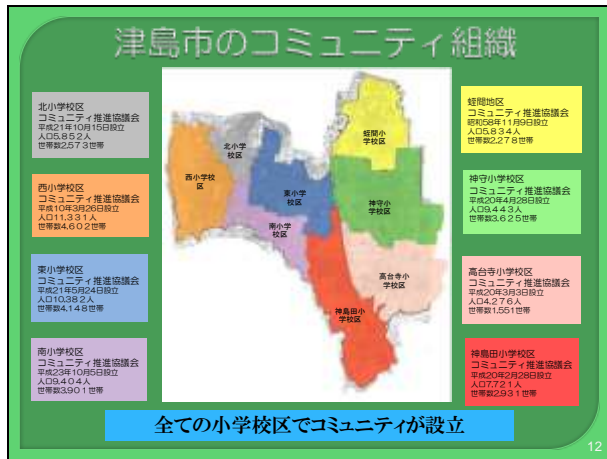 津島市のコミュニティ組織
北小学校区
コミュニティ推進協議会
平成21年10月15日設立
人口5,852人
世帯数2,573世帯
西小学校区
コミュニティ推進協議会
平成10年3月26日設立
人口11,331人
世帯数4,602世帯
東小学校区
コミュニティ推進協議会
平成21年5月24日設立
人口10,382人
世帯数4,148世帯
南小学校区
コミュニティ推進協議会
平成23年10月5日設立
人口9,404人
世帯数3,901世帯
蛭間小学
校区
北小学
校区
西小学校
区
東小学
校区
神守小学
校区
南小学
校区
高台寺小
学校区
神島田小
学校区
蛭間地区
コミュニティ推進協議会
昭和58年11月9日設立
人口5,834人
世帯数2,278世帯
神守小学校区
コミュニティ推進協議会
平成20年4月28日設立
人口9,443人
世帯数3,625世帯
高台寺小学校区
コミュニティ推進協議会
平成20年3月3日設立
人口4,276人
世帯数1,551世帯
神島田小学校区
コミュニティ推進協議会
平成20年2月28日設立
人口7,721人
世帯数2,931世帯
全ての小学校区でコミュニティが設立
12